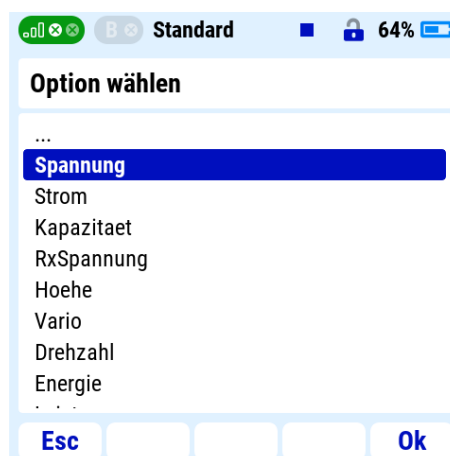 B Standard 64%
Option wählen
...
Spannung
Strom
Kapazitaet
RxSpannung
Hoehe
Vario
Drehzahl
Energie
Esc Ok